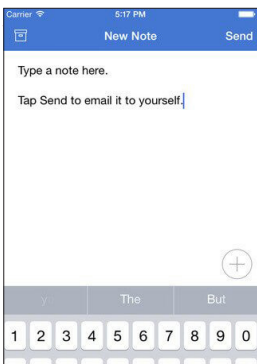 Carrier 5:17 PM
New Note Send
Type a note here.
Tap Send to email it to yourself.
y The But
1 2 3 4 5 6 7 8 9 0